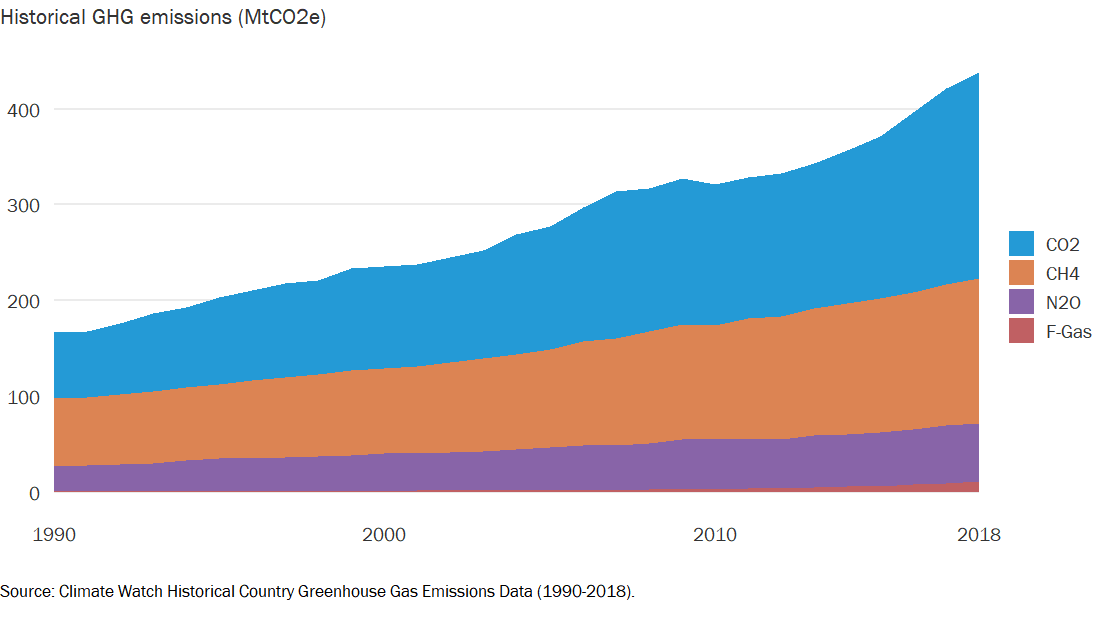 Historical GHG emissions (MtCO2e)
400
300
200
100
0
1990 2000 2010 2018
CO2
CH4
N2O
F-Gas
Source: Climate Watch Historical Country Greenhouse Gas Emissions Data (1990-2018).